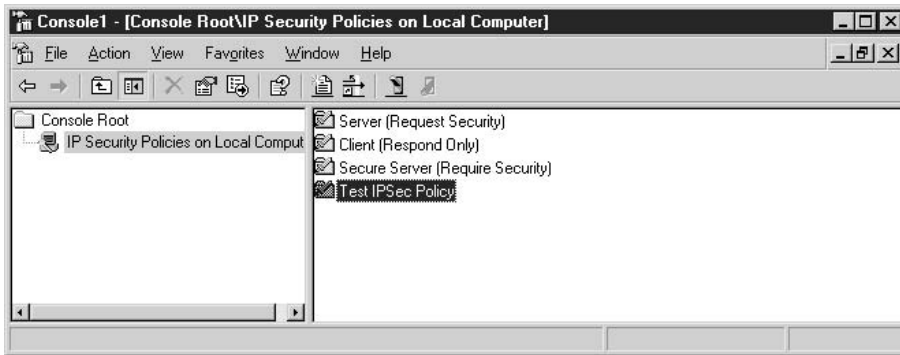 Console1 - [Console Root\IP Security Policies on Local Computer]
File Action View Favorites Window Help
Console Root
IP Security Policies on Local Comput
Server (Request Security)
Client (Respond Only)
Secure Server (Require Security)
Test IPSec Policy